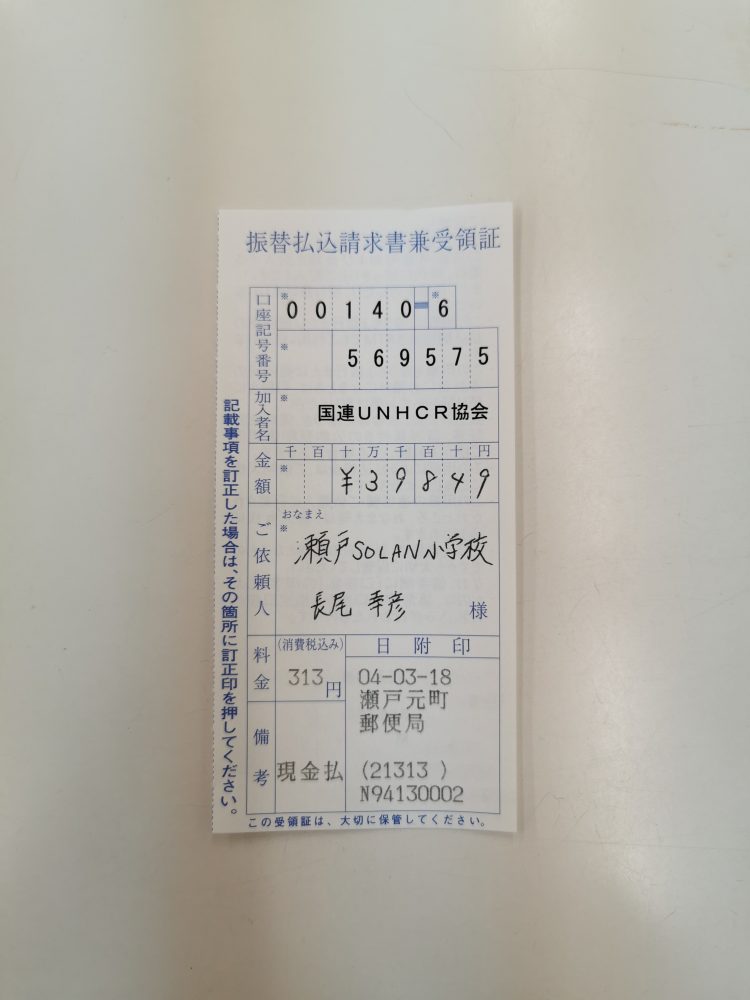 振替払込請求書兼受領証
口座記号番号
※00140-※6
※569575
加入者名
※国連UNHCR協会
金額
千百十万千百十円
※¥39849
ご依頼人
おなまえ
※
瀬戸SOLAN小学校
長尾 幸彦 様
料金
(消費税込み)
313円
日附印
04-03-18
瀬戸元町
郵便局
(21313 )
N94130002
備考
現金払
この受領証は、大切に保管してください。
記載事項を訂正した場合は、その箇所に訂正印を押してください。